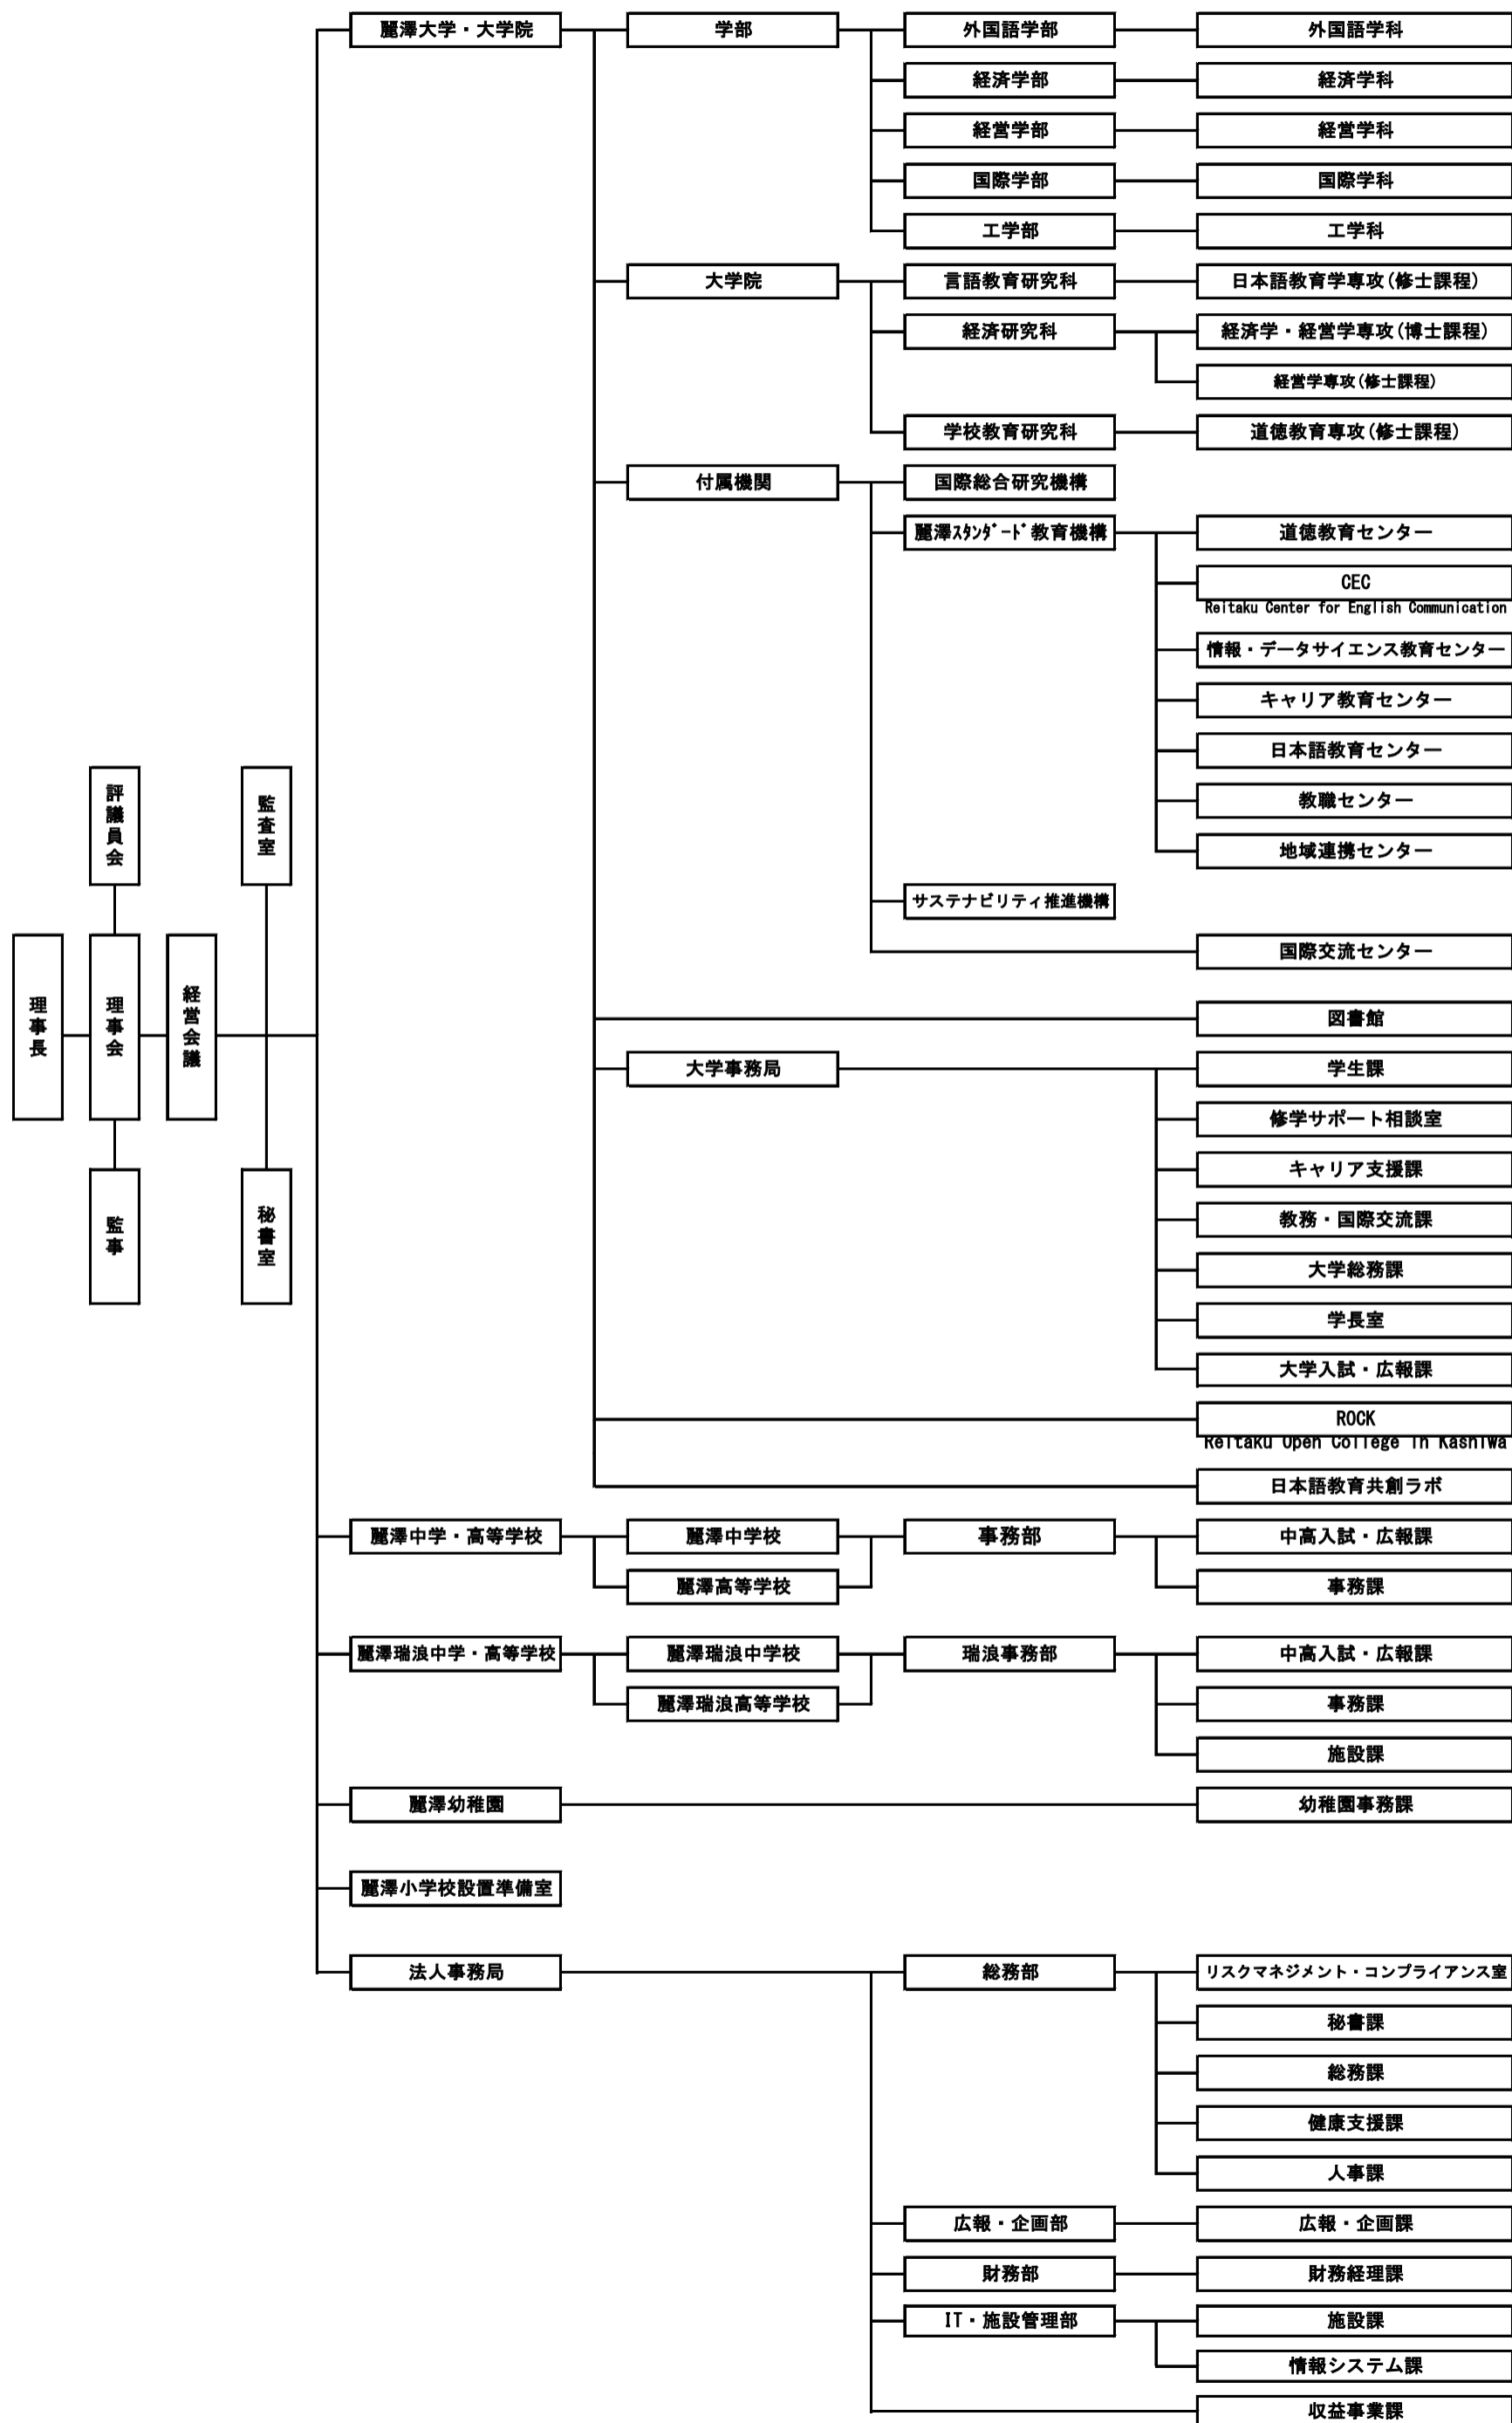 麗澤大学・大学院
学部
外国語学部
外国語学科
経済学部
経済学科
経営学部
経営学科
国際学部
国際学科
工学部
工学科
大学院
言語教育研究科
日本語教育学専攻(修士課程)
経済研究科
経済学・経営学専攻(博士課程)
経営学専攻(修士課程)
学校教育研究科
道徳教育専攻(修士課程)
付属機関
国際総合研究機構
麗澤ｽﾀﾝﾀﾞｰﾄﾞ教育機構
道徳教育センター
CEC
Reitaku Center for English Communication
情報・データサイエンス教育センター
キャリア教育センター
日本語教育センター
教職センター
地域連携センター
サステナビリティ推進機構
国際交流センター
評議員会
監査室
理事長
理事会
経営会議
監事
秘書室
図書館
大学事務局
学生課
修学サポート相談室
キャリア支援課
教務・国際交流課
大学総務課
学長室
大学入試・広報課
ROCK
Reitaku Open College in Kashiwa
日本語教育共創ラボ
麗澤中学・高等学校
麗澤中学校
事務部
中高入試・広報課
麗澤高等学校
事務課
麗澤瑞浪中学・高等学校
麗澤瑞浪中学校
瑞浪事務部
中高入試・広報課
麗澤瑞浪高等学校
事務課
施設課
麗澤幼稚園
幼稚園事務課
麗澤小学校設置準備室
法人事務局
総務部
リスクマネジメント・コンプライアンス室
秘書課
総務課
健康支援課
人事課
広報・企画部
広報・企画課
財務部
財務経理課
IT・施設管理部
施設課
情報システム課
収益事業課